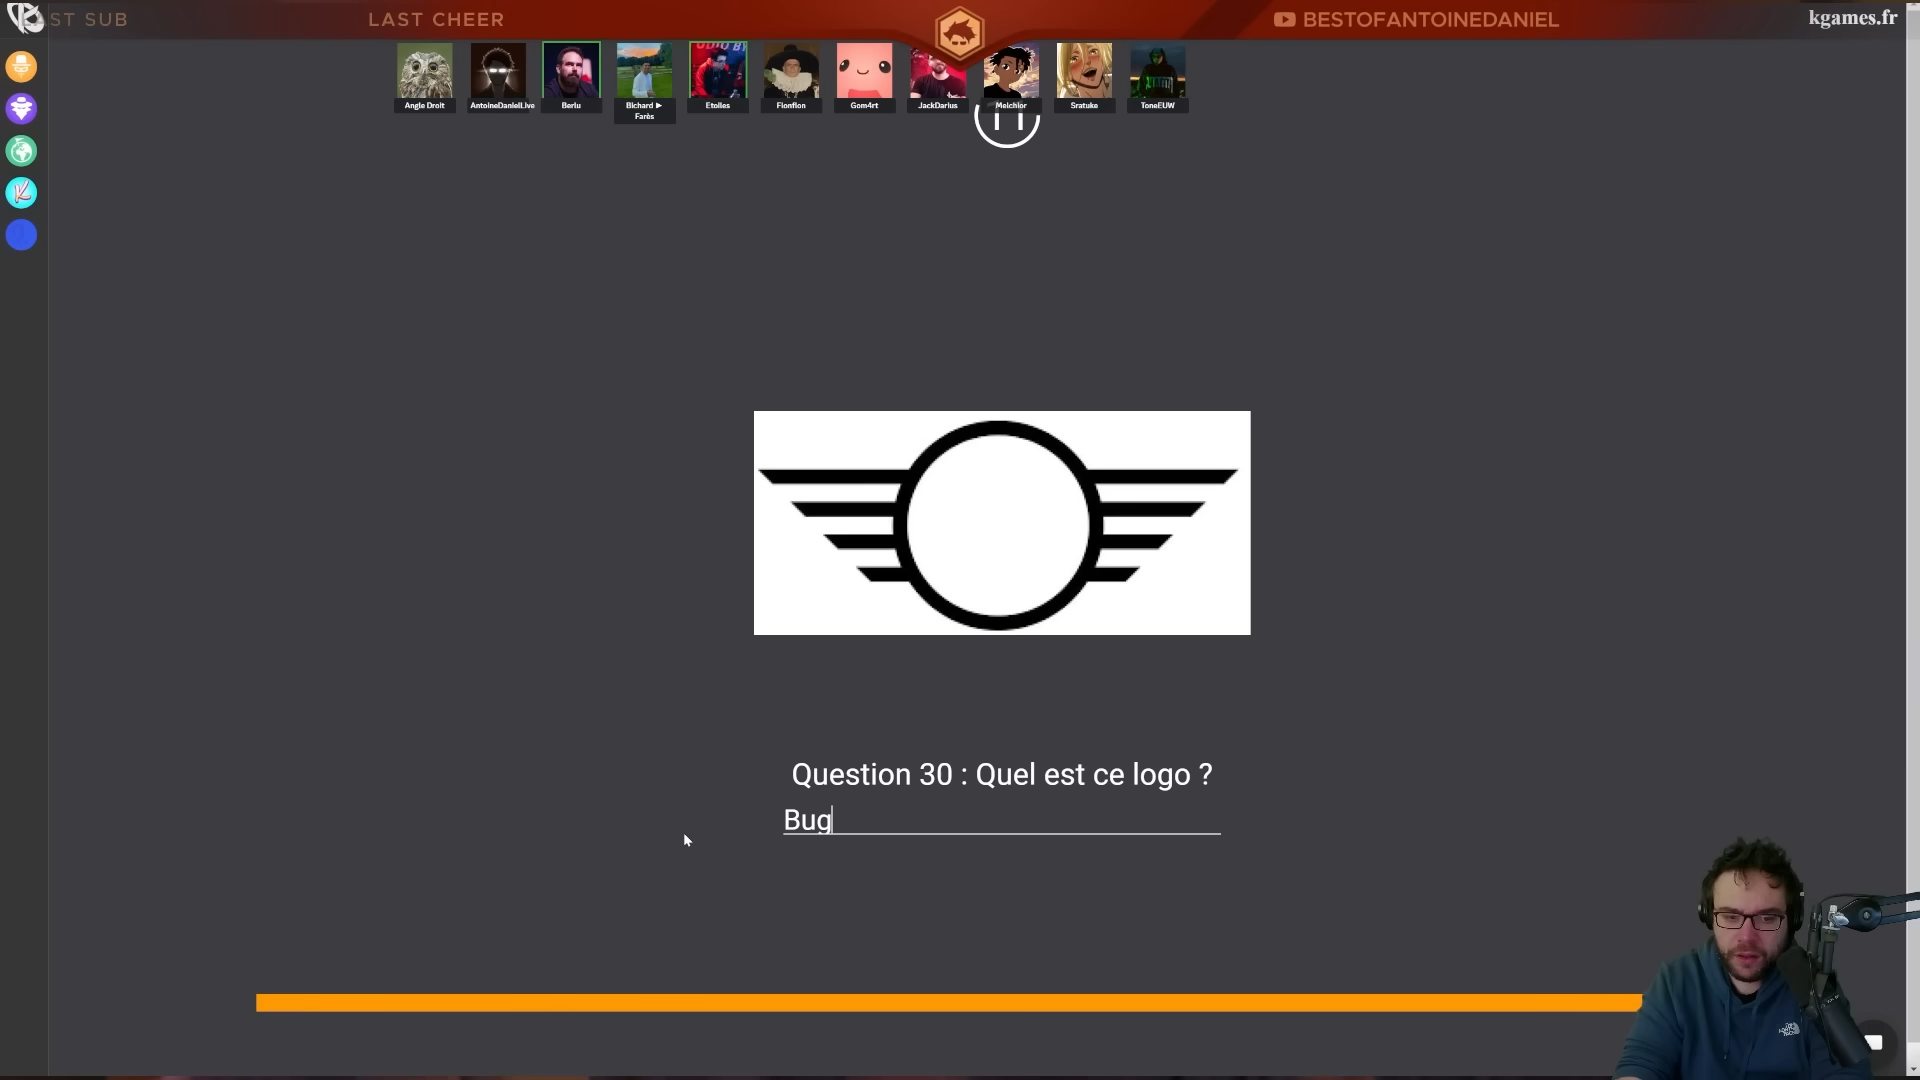 ST SUB
LAST CHEER
BESTOFANTOINEDANIEL
kgames.fr
Angle Droit
AntoineDanielLive
Berlu
Bichard ▶
Farès
Etoiles
Fionfion
Gom4rt
JackDarius
Melchior
Sratuke
ToneEUW
Question 30 : Quel est ce logo ?
Bug